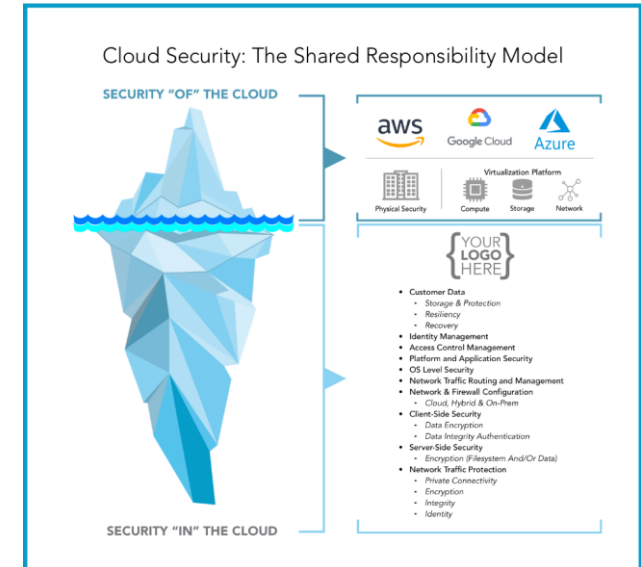 Cloud Security: The Shared Responsibility Model
SECURITY "OF" THE CLOUD
aws
Google Cloud
Azure
Virtualization Platform
Physical Security
Compute
Storage
Network
{YOUR
LOGO
HERE}
• Customer Data
• Storage & Protection
• Resiliency
• Recovery
• Identity Management
• Access Control Management
• Platform and Application Security
• OS Level Security
• Network Traffic Routing and Management
• Network & Firewall Configuration
• Cloud, Hybrid & On-Prem
• Client-Side Security
• Data Encryption
• Data Integrity Authentication
• Server-Side Security
• Encryption (Filesystem And/Or Data)
• Network Traffic Protection
• Private Connectivity
• Encryption
• Integrity
• Identity
SECURITY "IN" THE CLOUD